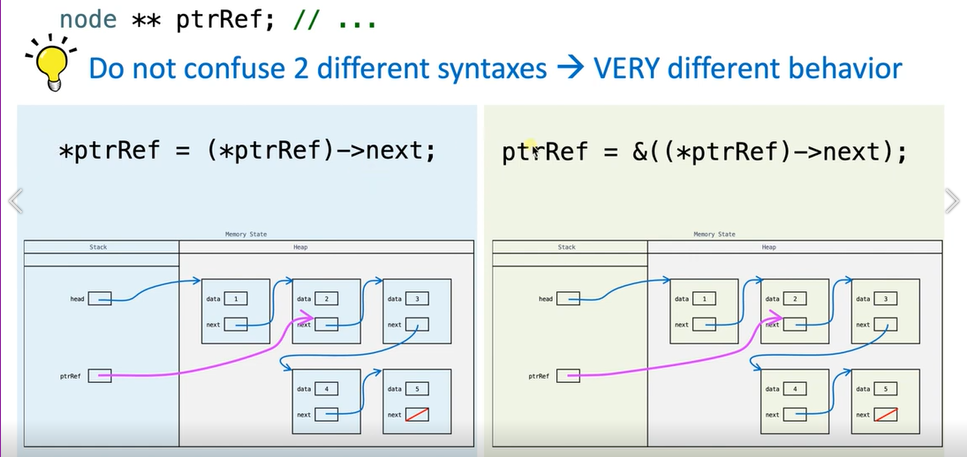 node ** ptrRef; // ...
Do not confuse 2 different syntaxes → VERY different behavior
*ptrRef = (*ptrRef)->next;
Memory State
Stack
Heap
head
data 1
next
data 2
next
data 3
next
ptrRef
data 4
next
data 5
next
ptrRef = &((*ptrRef)->next);
Memory State
Stack
Heap
head
data 1
next
data 2
next
data 3
next
ptrRef
data 4
next
data 5
next